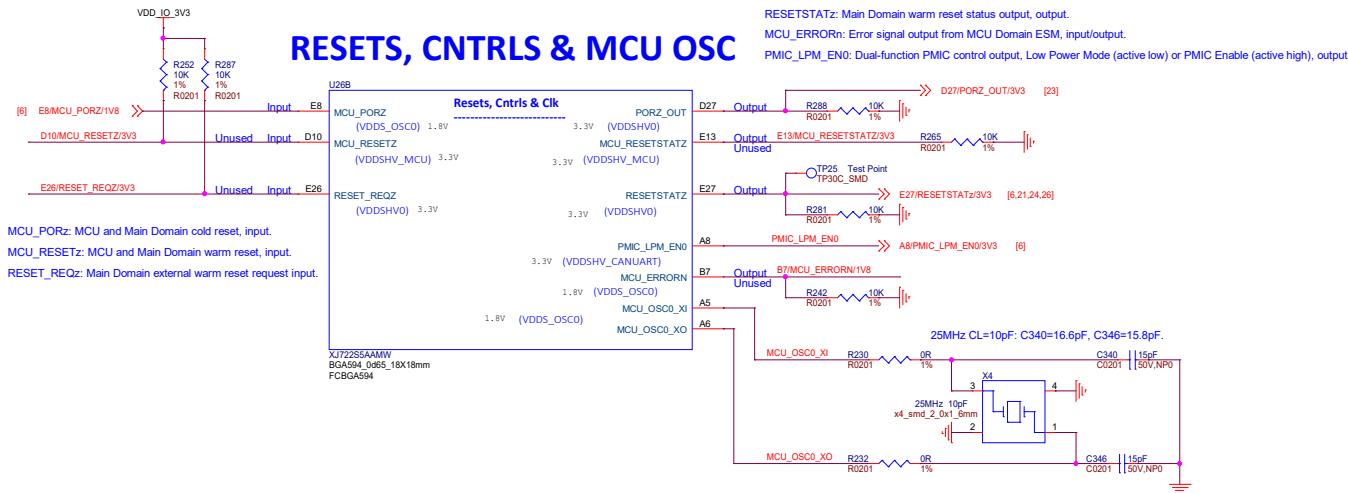 VDD_IO_3V3
RESETS, CNTRLS & MCU OSC
RESETSTATz: Main Domain warm reset status output, output.
MCU_ERRORn: Error signal output from MCU Domain ESM, input/output.
PMIC_LPM_EN0: Dual-function PMIC control output, Low Power Mode (active low) or PMIC Enable (active high), output
R252
10K
1%
R0201
R287
10K
1%
R0201
U26B
Resets, Cntrls & Clk
[6] E8/MCU_PORZ/1V8 Input E8 MCU_PORZ
(VDDS_OSC0) 1.8V
D10/MCU_RESETZ/3V3 Unused Input D10 MCU_RESETZ
(VDDSHV_MCU) 3.3V
E26/RESET_REQZ/3V3 Unused Input E26 RESET_REQZ
(VDDSHV0) 3.3V
PORZ_OUT D27 Output D27/PORZ_OUT/3V3 [23]
3.3V (VDDSHV0)
R288 10K
R0201 1%
MCU_RESETSTATZ E13 Output E13/MCU_RESETSTATZ/3V3
Unused
3.3V (VDDSHV_MCU)
R265 10K
R0201 1%
TP25 Test Point
TP30C_SMD
RESETSTATZ E27 Output E27/RESETSTATz/3V3 [6,21,24,26]
3.3V (VDDSHV0)
R281 10K
R0201 1%
PMIC_LPM_EN0 A8 PMIC_LPM_EN0 A8/PMIC_LPM_EN0/3V3 [6]
3.3V (VDDSHV_CANUART)
MCU_ERRORN B7 Output B7/MCU_ERRORN/1V8
Unused
1.8V (VDDS_OSC0)
R242 10K
R0201 1%
MCU_OSC0_XI A5
1.8V (VDDS_OSC0)
MCU_OSC0_XO A6
MCU_PORz: MCU and Main Domain cold reset, input.
MCU_RESETz: MCU and Main Domain warm reset, input.
RESET_REQz: Main Domain external warm reset request input.
XJ722S5AAMW
BGA594_0d65_18X18mm
FCBGA594
25MHz CL=10pF: C340=16.6pF, C346=15.8pF.
MCU_OSC0_XI R230 0R
R0201 1%
C340 15pF
C0201 50V,NP0
X4
3 4
25MHz 10pF
x4_smd_2_0x1_6mm
2 1
MCU_OSC0_XO R232 0R
R0201 1%
C346 15pF
C0201 50V,NP0